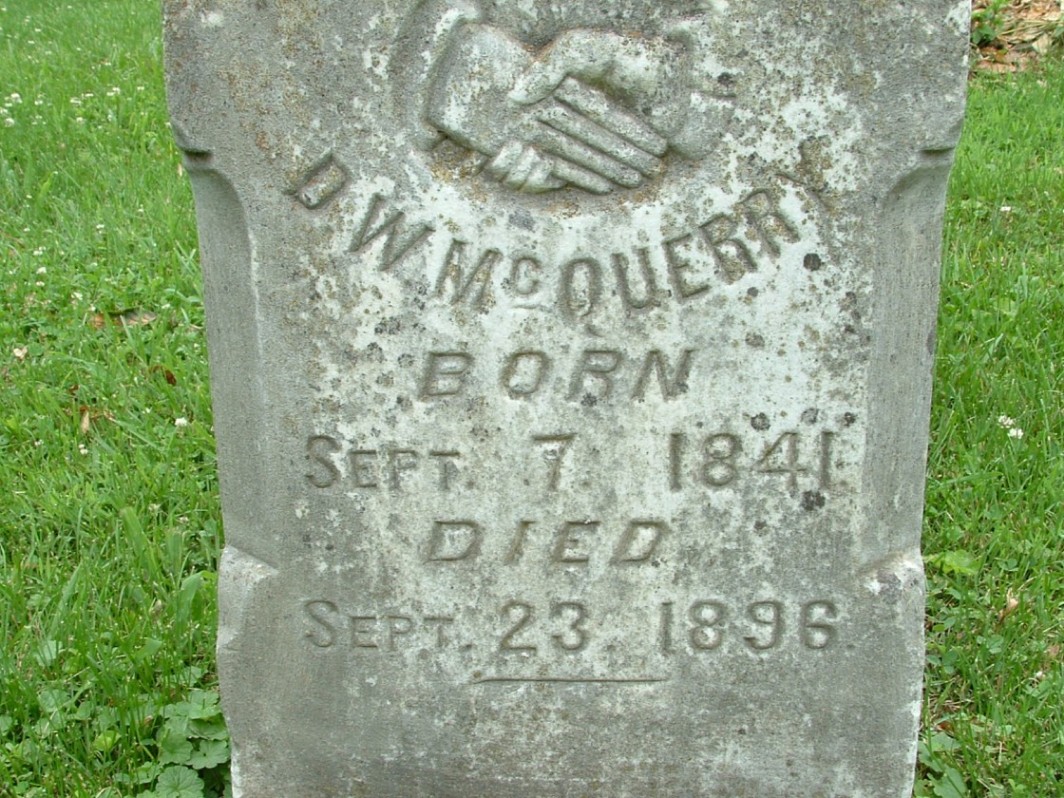 D W McQUERRY
BORN
SEPT. 7. 1841.
DIED
SEPT. 23. 1896.